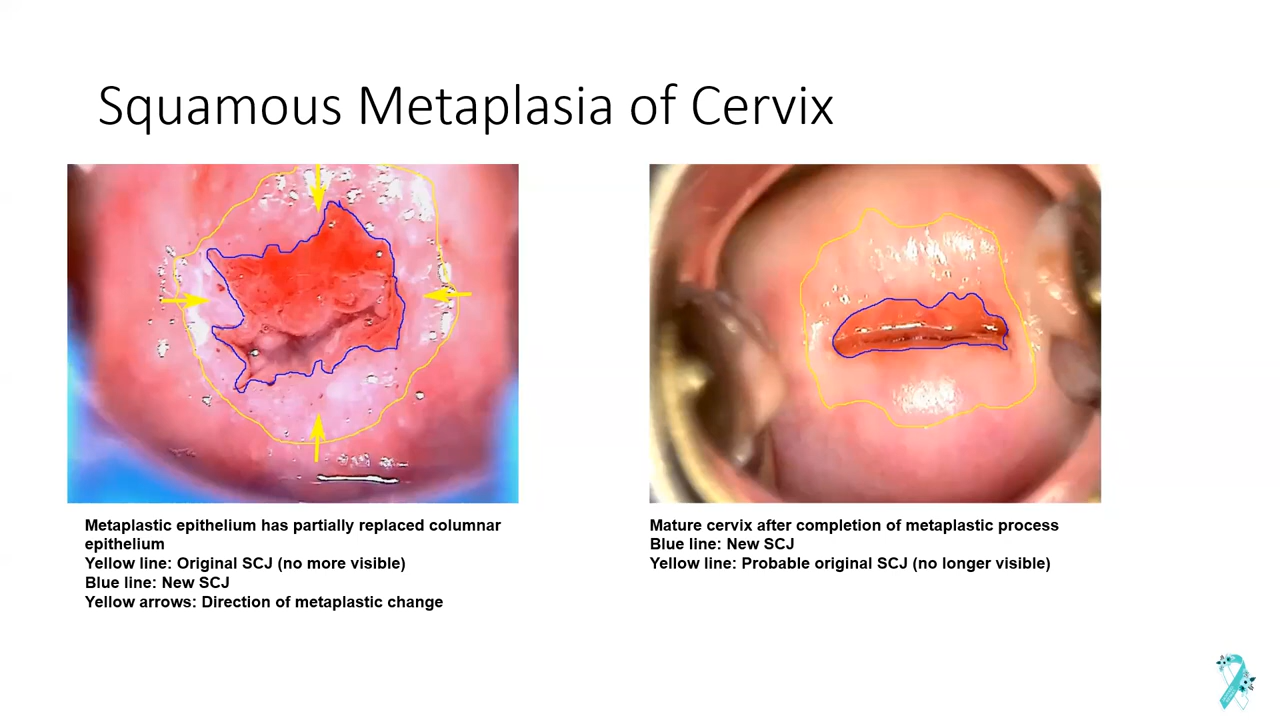 Squamous Metaplasia of Cervix
Metaplastic epithelium has partially replaced columnar
epithelium
Yellow line: Original SCJ (no more visible)
Blue line: New SCJ
Yellow arrows: Direction of metaplastic change
Mature cervix after completion of metaplastic process
Blue line: New SCJ
Yellow line: Probable original SCJ (no longer visible)